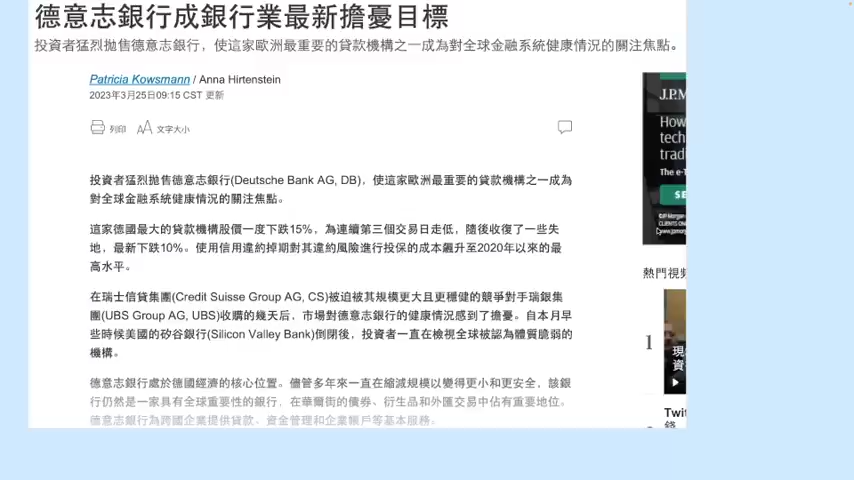 德意志銀行成銀行業最新擔憂目標
投資者猛烈拋售德意志銀行，使這家歐洲最重要的貸款機構之一成為對全球金融系統健康情況的關注焦點。
Patricia Kowsmann / Anna Hirtenstein
2023年3月25日09:15 CST 更新
列印 文字大小
投資者猛烈拋售德意志銀行(Deutsche Bank AG, DB)，使這家歐洲最重要的貸款機構之一成為
對全球金融系統健康情況的關注焦點。
這家德國最大的貸款機構股價一度下跌15%，為連續第三個交易日走低，隨後收復了一些失
地，最新下跌10%。使用信用違約掉期對其違約風險進行投保的成本飆升至2020年以來的最
高水平。
在瑞士信貸集團(Credit Suisse Group AG, CS)被迫被其規模更大且更穩健的競爭對手瑞銀集
團(UBS Group AG, UBS)收購的幾天后，市場對德意志銀行的健康情況感到了擔憂。自本月早
些時候美國的矽谷銀行(Silicon Valley Bank)倒閉後，投資者一直在檢視全球被認為體質脆弱的
機構。
德意志銀行處於德國經濟的核心位置。儘管多年來一直在縮減規模以變得更小和更安全，該銀
行仍然是一家具有全球重要性的銀行，在華爾街的債券、衍生品和外匯交易中佔有重要地位。
德意志銀行為跨國企業提供貸款、資金管理和企業帳戶等基本服務。
J.P.M
How
tech
tradi
The e-T
SE
熱門視頻
1
現
資
Twit